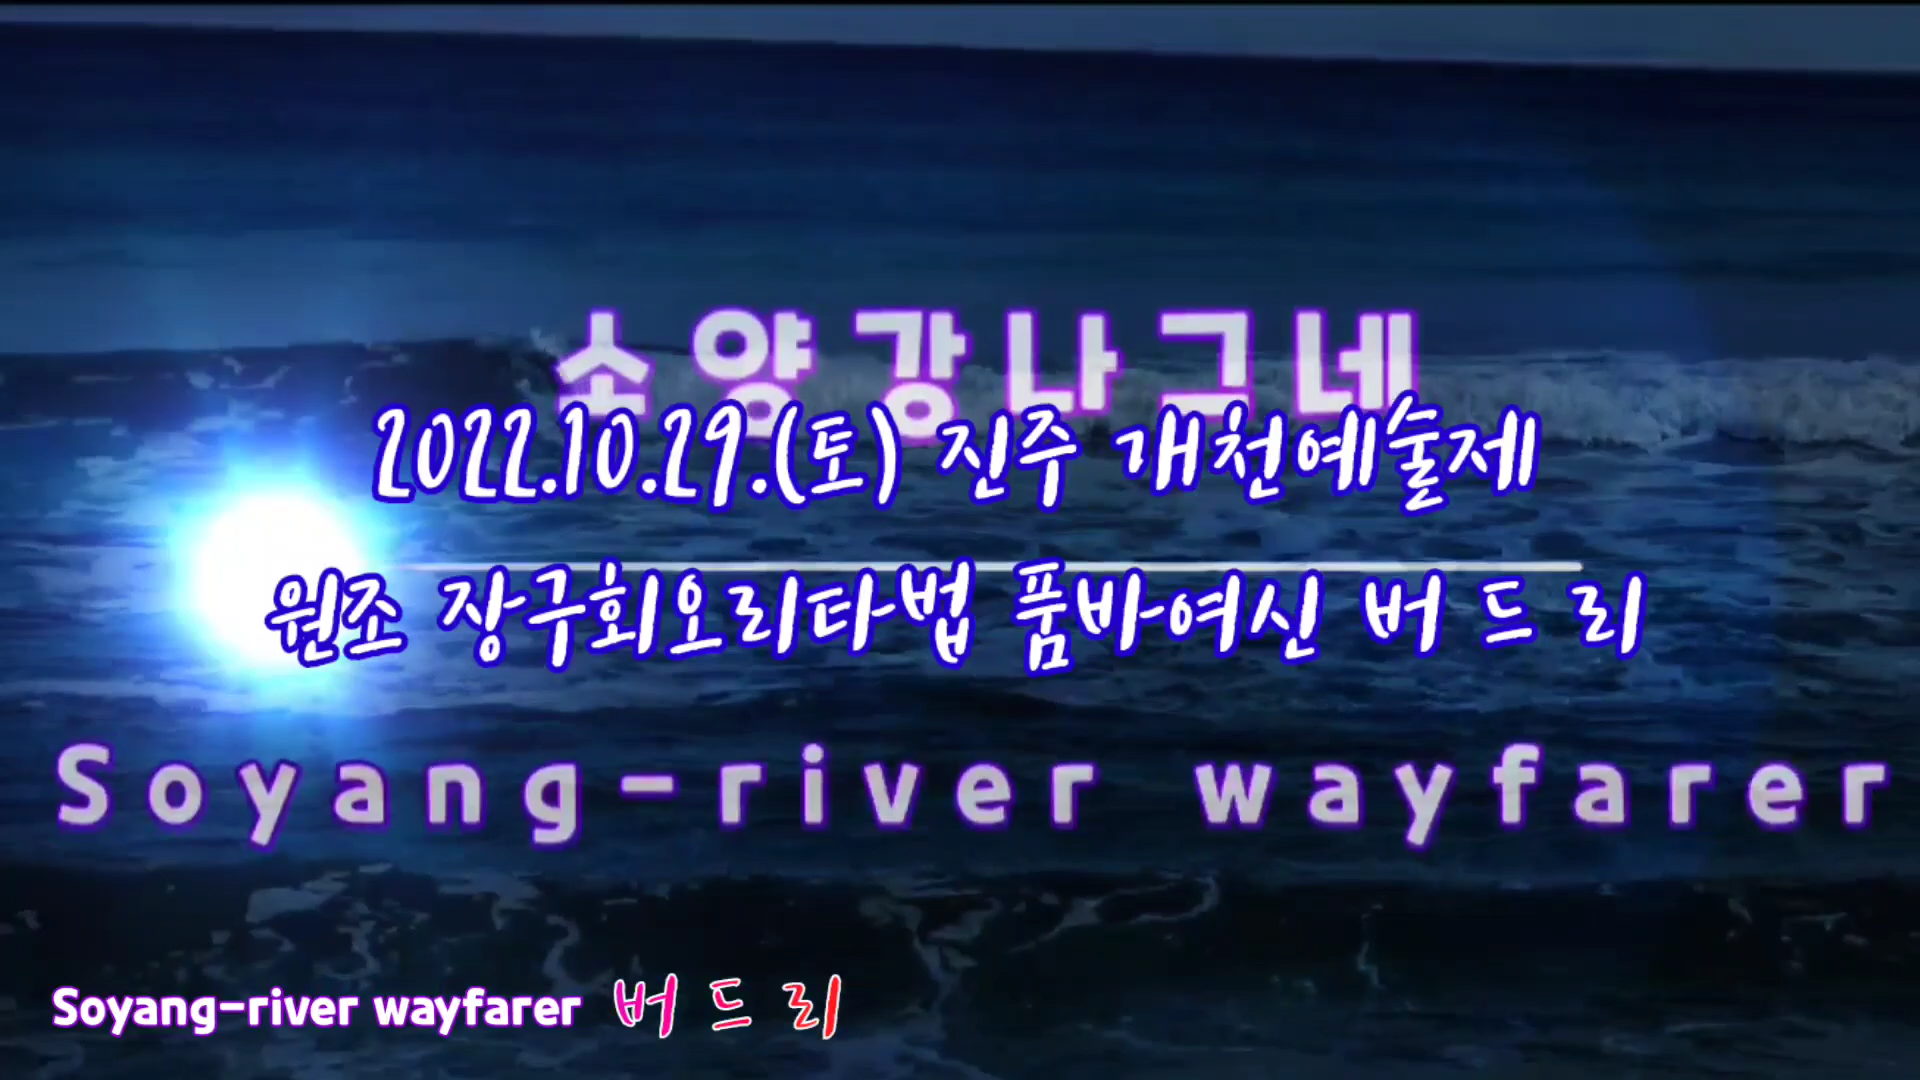 소양강나그네
2022.10.29.(토) 진주 개천예술제
원조 장구회오리타법 품바여신 버 드 리
Soyang-river wayfarer
Soyang-river wayfarer 버 드 리